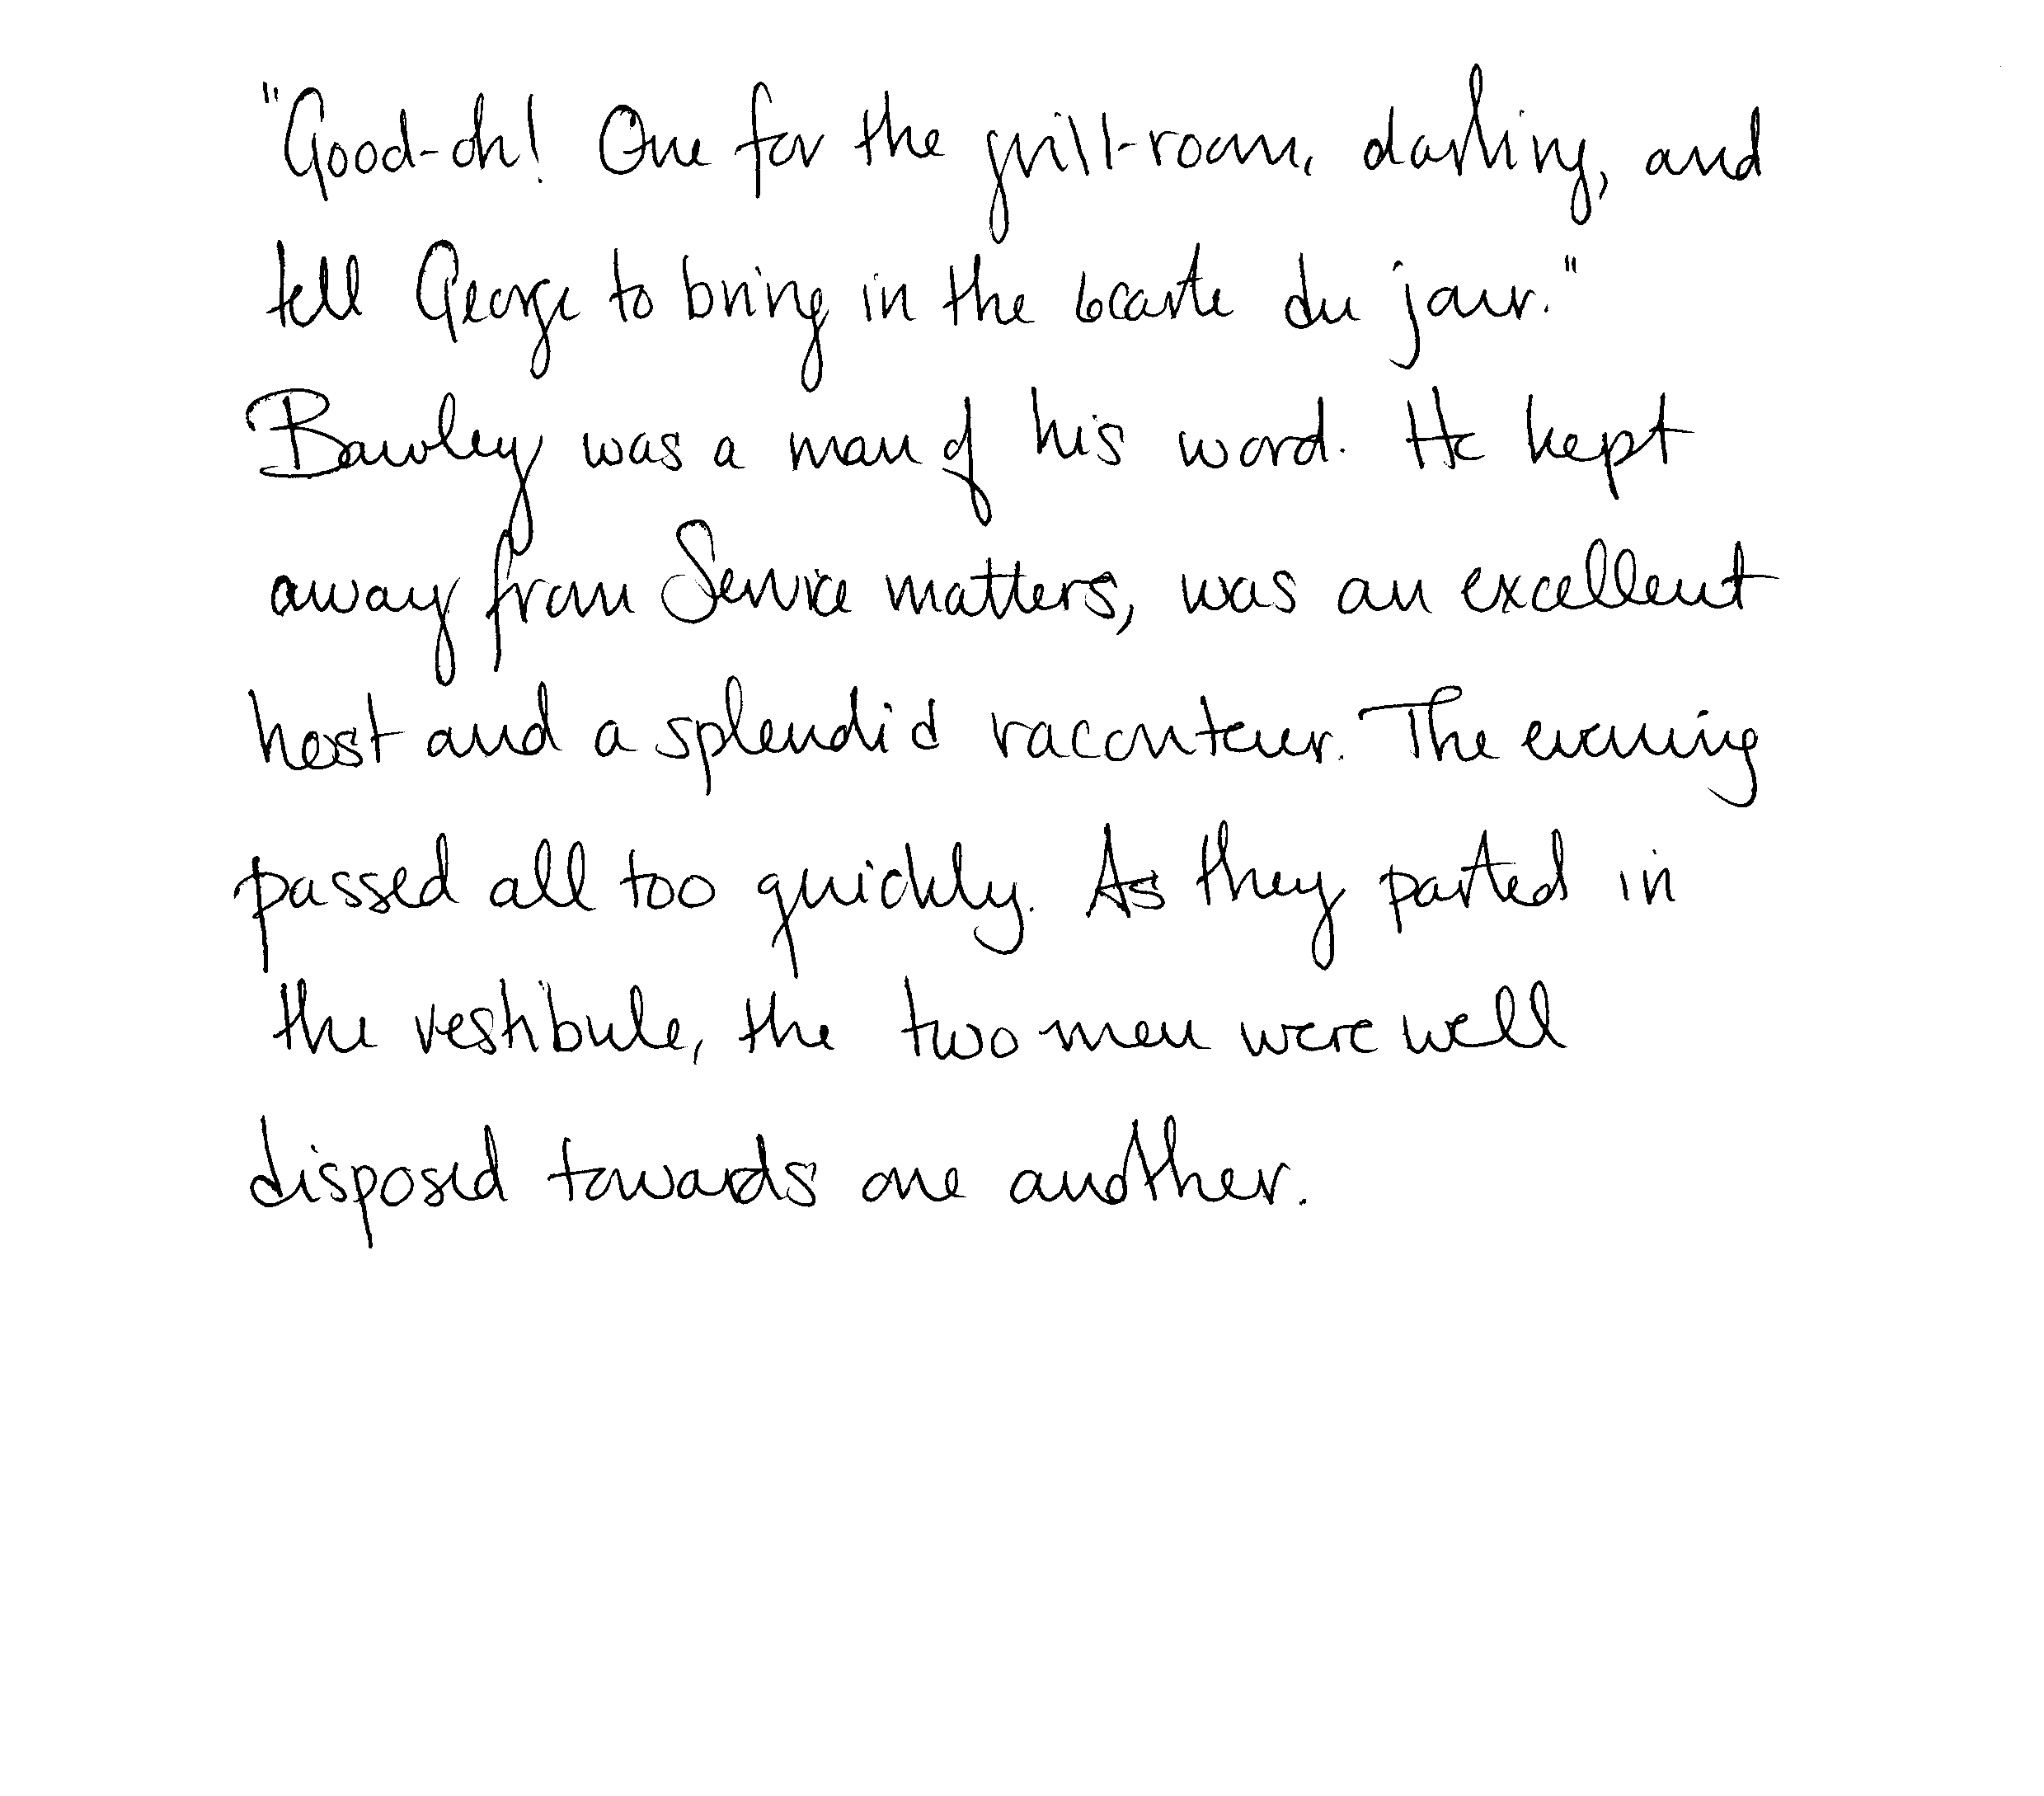 "Good-oh! One for the grill-room, darling, and
tell George to bring in the carte du jour."
Bawley was a man of his word. He kept
away from Service matters, was an excellent
host and a splendid raconteur. The evening
passed all too quickly. As they parted in
the vestibule, the two men were well
disposed towards one another.